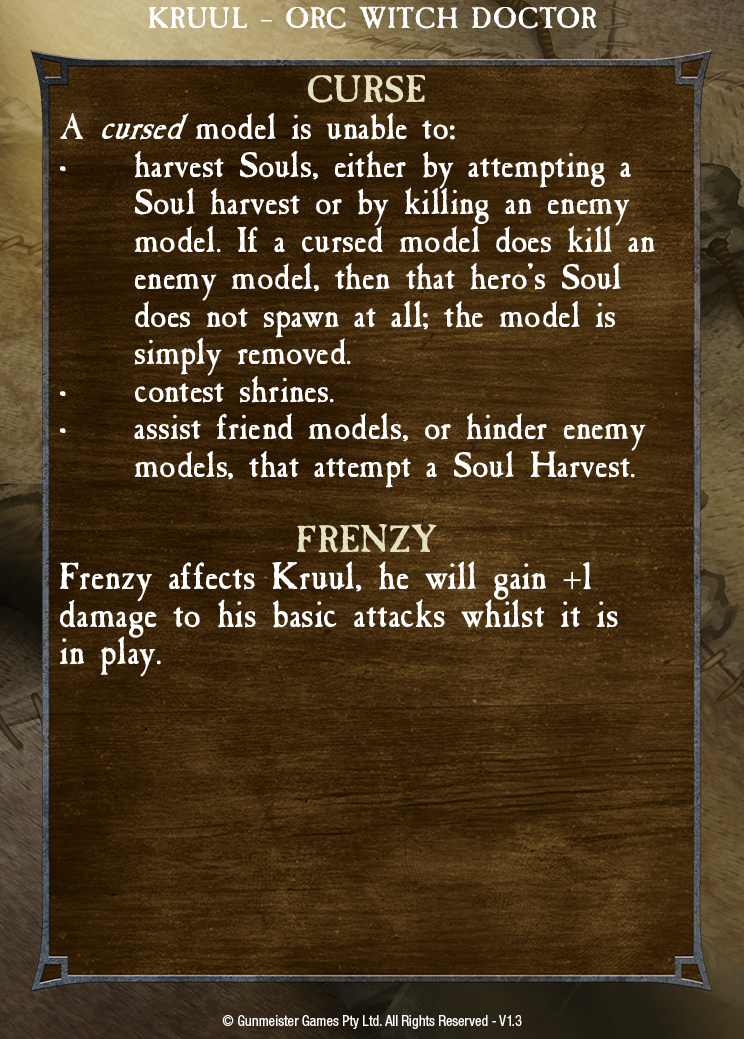 KRUUL - ORC WITCH DOCTOR
CURSE
A cursed model is unable to:
• harvest Souls, either by attempting a
Soul harvest or by killing an enemy
model. If a cursed model does kill an
enemy model, then that hero's Soul
does not spawn at all; the model is
simply removed.
• contest shrines.
• assist friend models, or hinder enemy
models, that attempt a Soul Harvest.
FRENZY
Frenzy affects Kruul, he will gain +1
damage to his basic attacks whilst it is
in play.
© Gunmeister Games Pty Ltd. All Rights Reserved - V1.3